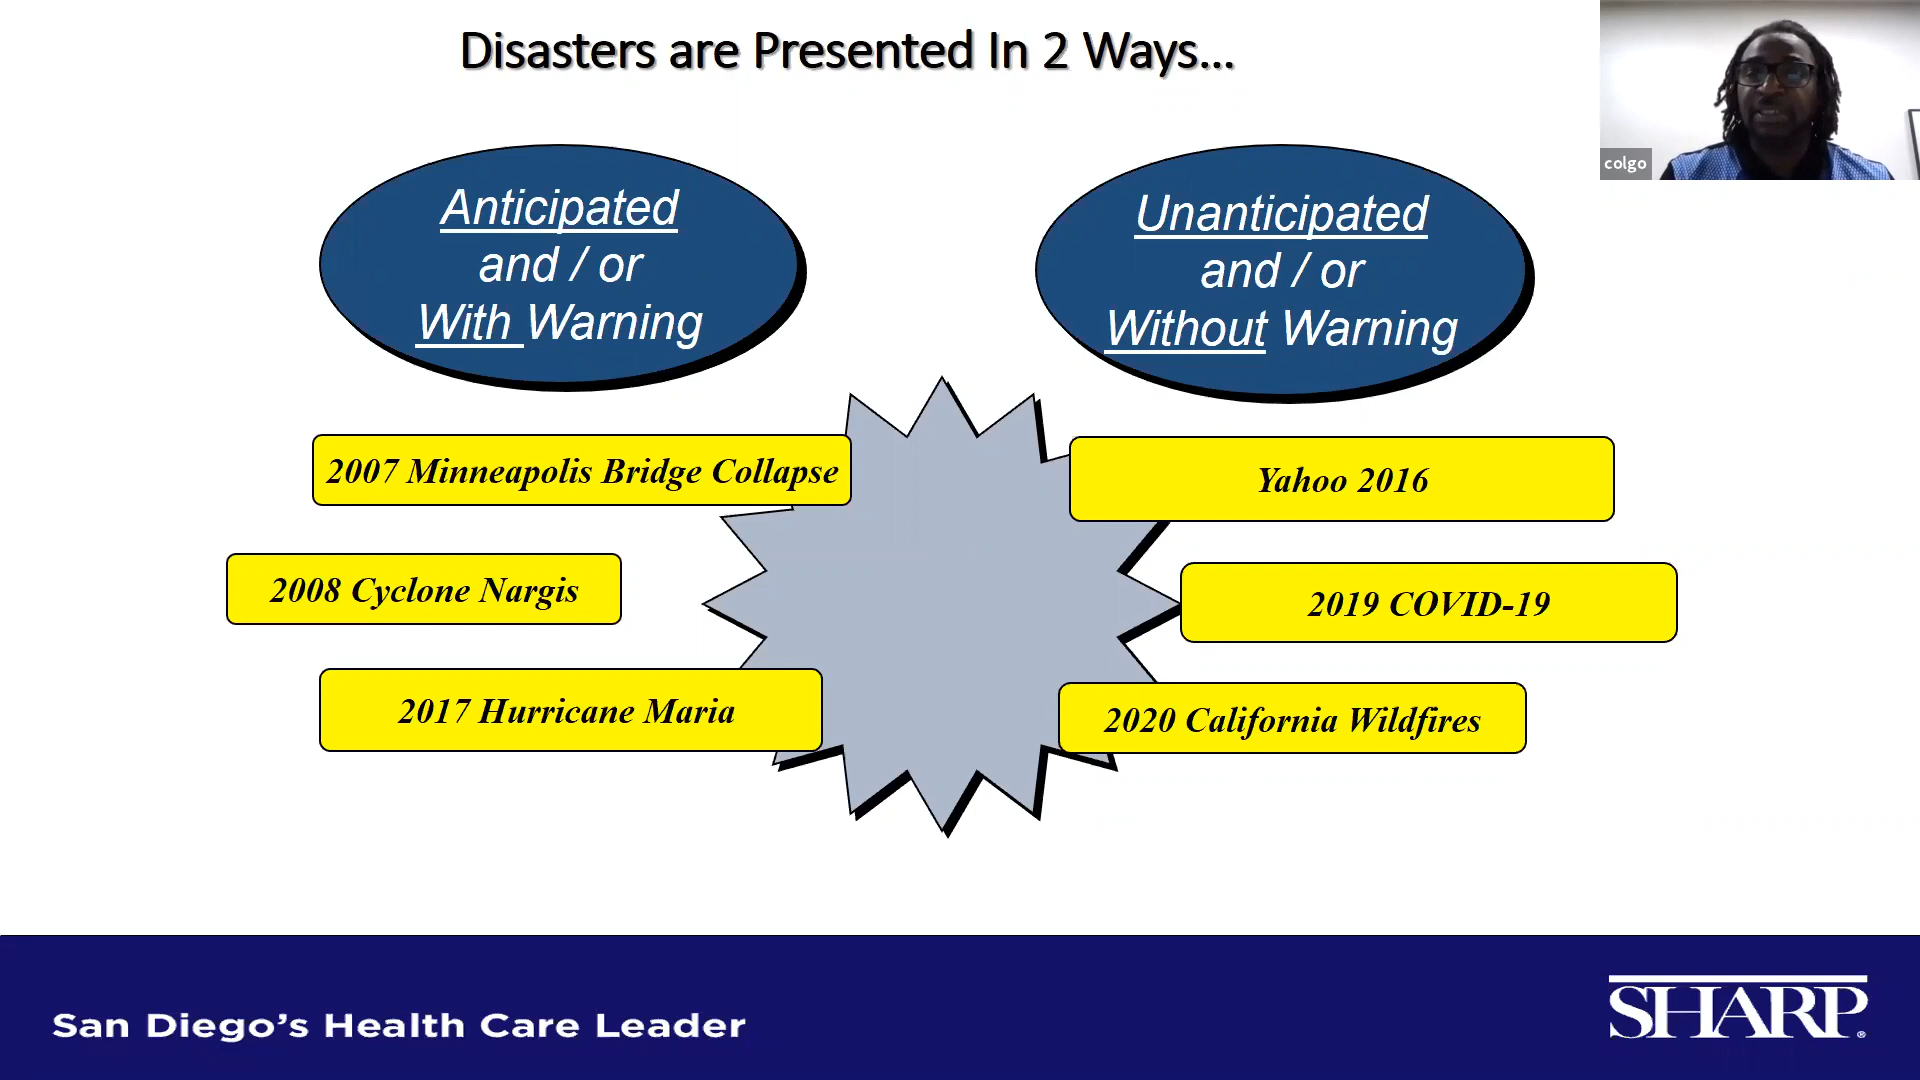 Disasters are Presented In 2 Ways...
colgo
Anticipated
and / or
With Warning
Unanticipated
and / or
Without Warning
2007 Minneapolis Bridge Collapse
2008 Cyclone Nargis
2017 Hurricane Maria
Yahoo 2016
2019 COVID-19
2020 California Wildfires
San Diego's Health Care Leader
SHARP®